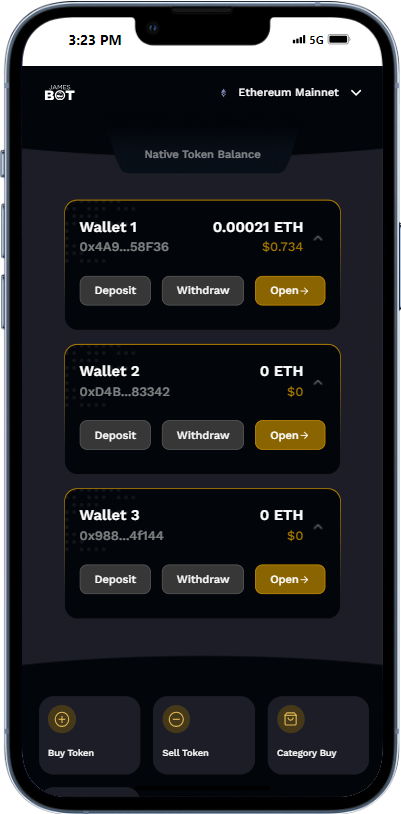 3:23 PM 5G
JAMES
BOT
Ethereum Mainnet
Native Token Balance
Wallet 1 0.00021 ETH
0x4A9...58F36 $0.734
Deposit Withdraw Open→
Wallet 2 0 ETH
0xD4B...83342 $0
Deposit Withdraw Open→
Wallet 3 0 ETH
0x988...4f144 $0
Deposit Withdraw Open→
Buy Token Sell Token Category Buy